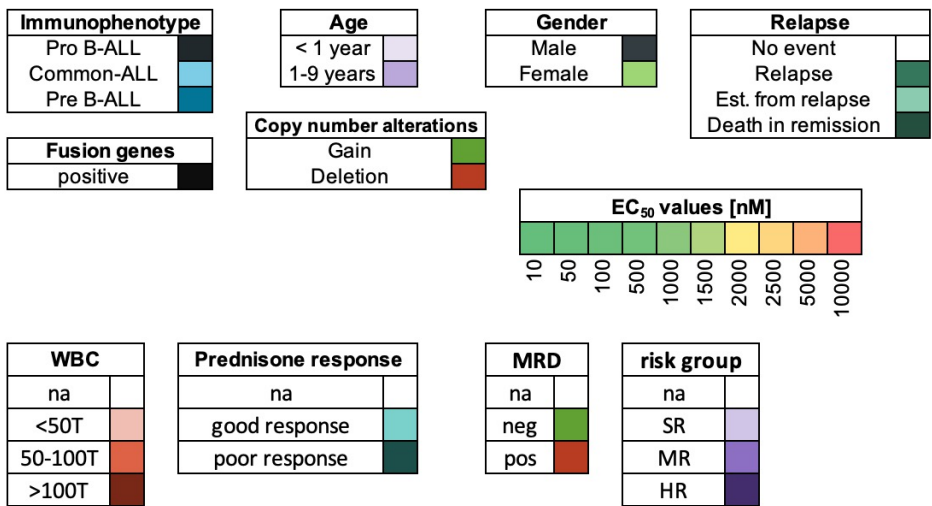 Immunophenotype
Pro B-ALL
Common-ALL
Pre B-ALL
Age
< 1 year
1-9 years
Gender
Male
Female
Relapse
No event
Relapse
Est. from relapse
Death in remission
Fusion genes
positive
Copy number alterations
Gain
Deletion
EC₅₀ values [nM]
10
50
100
500
1000
1500
2000
2500
5000
10000
WBC
na
<50T
50-100T
>100T
Prednisone response
na
good response
poor response
MRD
na
neg
pos
risk group
na
SR
MR
HR